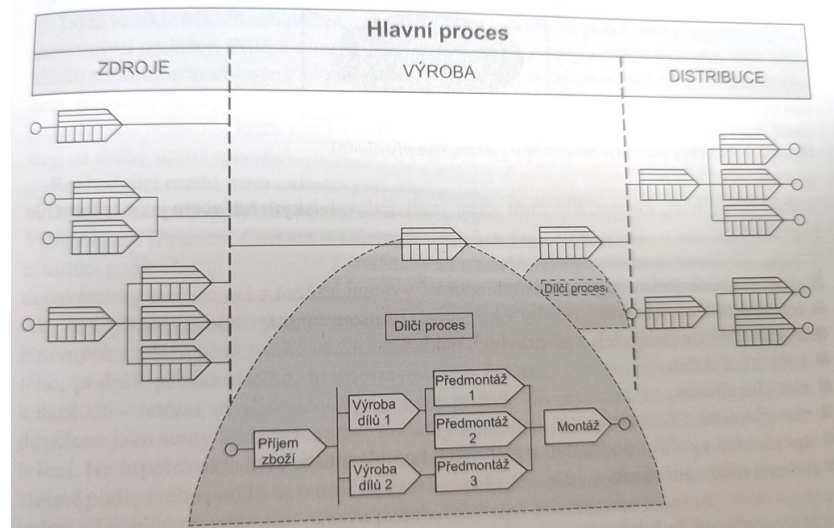 Hlavní proces
ZDROJE
VÝROBA
DISTRIBUCE
Dílčí proces
Dílčí proces
Příjem
zboží
Výroba
dílů 1
Výroba
dílů 2
Předmontáž
1
Předmontáž
2
Předmontáž
3
Montáž